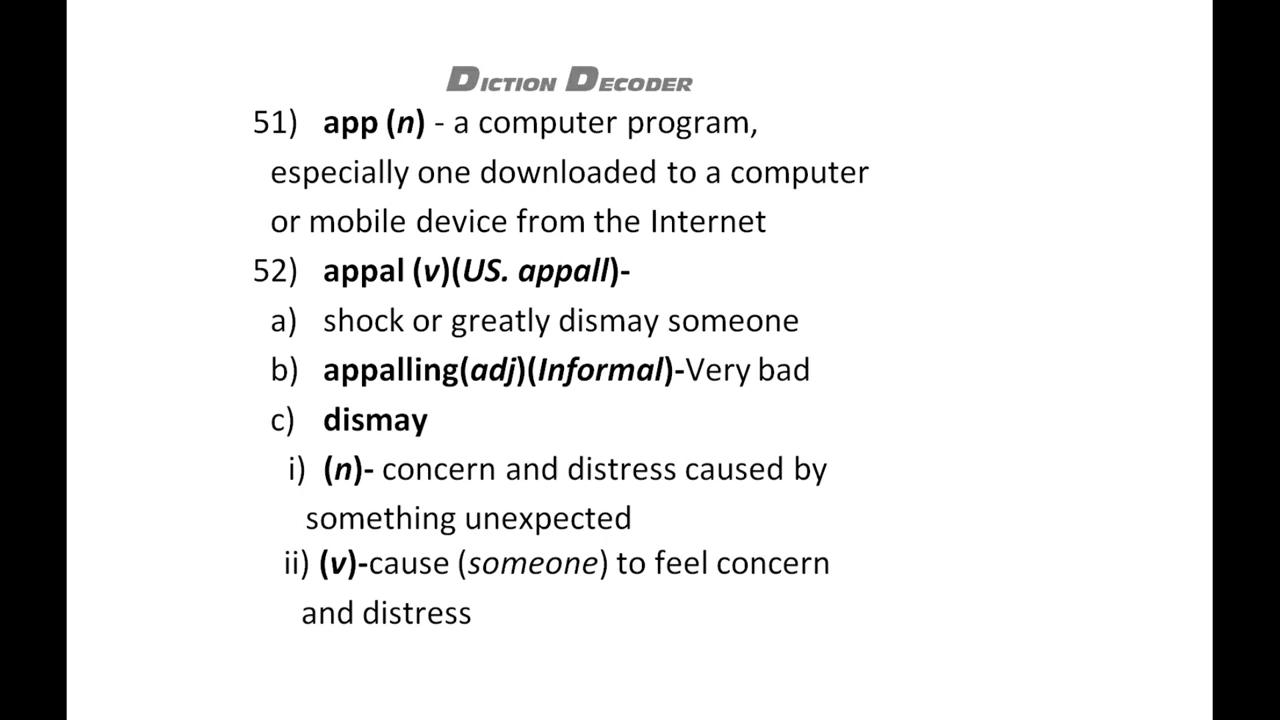 DICTION DECODER
51) app (n) - a computer program,
especially one downloaded to a computer
or mobile device from the Internet
52) appal (v)(US. appall)-
a) shock or greatly dismay someone
b) appalling(adj)(Informal)-Very bad
c) dismay
i) (n)- concern and distress caused by
something unexpected
ii) (v)-cause (someone) to feel concern
and distress